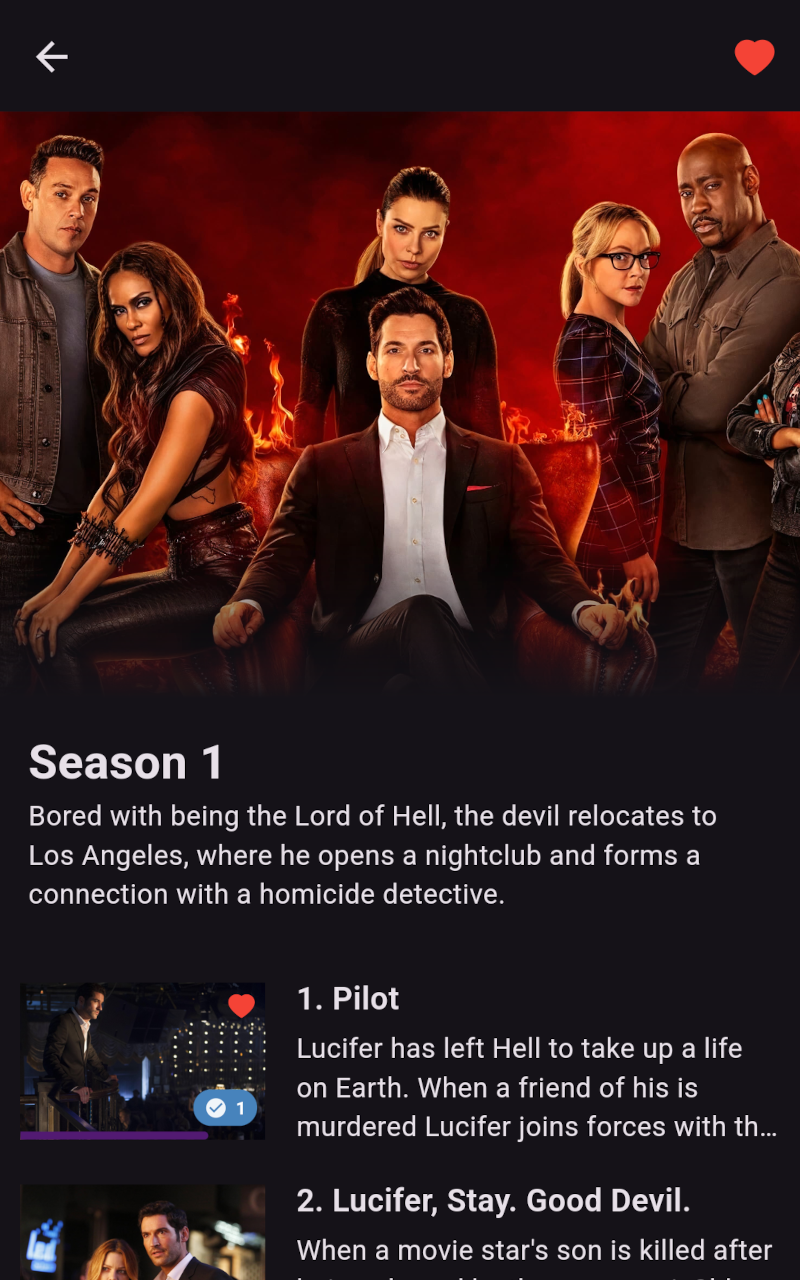 Season 1
Bored with being the Lord of Hell, the devil relocates to
Los Angeles, where he opens a nightclub and forms a
connection with a homicide detective.
1. Pilot
Lucifer has left Hell to take up a life
on Earth. When a friend of his is
murdered Lucifer joins forces with th…
1
2. Lucifer, Stay. Good Devil.
When a movie star's son is killed after